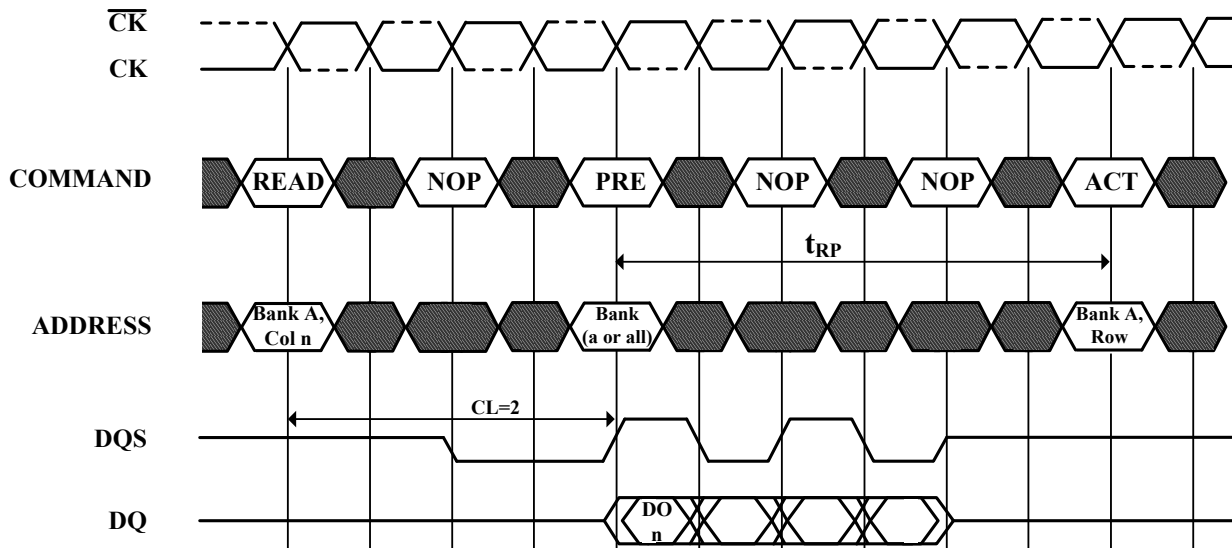 CK
CK
COMMAND
READ
NOP
PRE
NOP
NOP
ACT
tRP
ADDRESS
Bank A,
Col n
Bank
(a or all)
Bank A,
Row
CL=2
DQS
DQ
DO
n